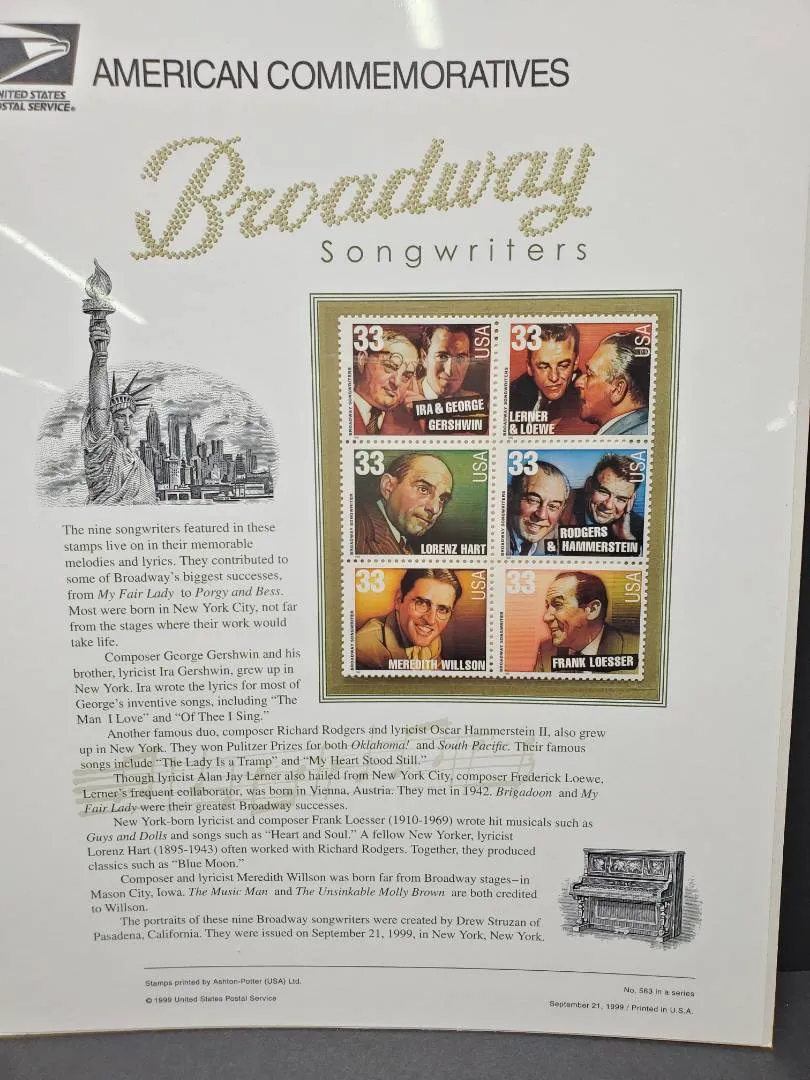 UNITED STATES
POSTAL SERVICE®
AMERICAN COMMEMORATIVES
Broadway
Songwriters
33
USA
BROADWAY SONGWRITERS
IRA & GEORGE
GERSHWIN
33
USA
BROADWAY SONGWRITERS
LERNER
& LOEWE
33
USA
BROADWAY SONGWRITER
LORENZ HART
33
USA
BROADWAY SONGWRITERS
RODGERS
& HAMMERSTEIN
33
USA
BROADWAY SONGWRITER
MEREDITH WILLSON
33
USA
BROADWAY SONGWRITER
FRANK LOESSER
The nine songwriters featured in these
stamps live on in their memorable
melodies and lyrics. They contributed to
some of Broadway's biggest successes,
from My Fair Lady to Porgy and Bess.
Most were born in New York City, not far
from the stages where their work would
take life.
Composer George Gershwin and his
brother, lyricist Ira Gershwin, grew up in
New York. Ira wrote the lyrics for most of
George's inventive songs, including "The
Man I Love" and "Of Thee I Sing."
Another famous duo, composer Richard Rodgers and lyricist Oscar Hammerstein II, also grew
up in New York. They won Pulitzer Prizes for both Oklahoma! and South Pacific. Their famous
songs include "The Lady Is a Tramp" and "My Heart Stood Still."
Though lyricist Alan Jay Lerner also hailed from New York City, composer Frederick Loewe,
Lerner's frequent collaborator, was born in Vienna, Austria. They met in 1942. Brigadoon and My
Fair Lady were their greatest Broadway successes.
New York-born lyricist and composer Frank Loesser (1910-1969) wrote hit musicals such as
Guys and Dolls and songs such as "Heart and Soul." A fellow New Yorker, lyricist
Lorenz Hart (1895-1943) often worked with Richard Rodgers. Together, they produced
classics such as "Blue Moon."
Composer and lyricist Meredith Willson was born far from Broadway stages–in
Mason City, Iowa. The Music Man and The Unsinkable Molly Brown are both credited
to Willson.
The portraits of these nine Broadway songwriters were created by Drew Struzan of
Pasadena, California. They were issued on September 21, 1999, in New York, New York.
Stamps printed by Ashton-Potter (USA) Ltd.
© 1999 United States Postal Service
No. 583 in a series
September 21, 1999 / Printed in U.S.A.